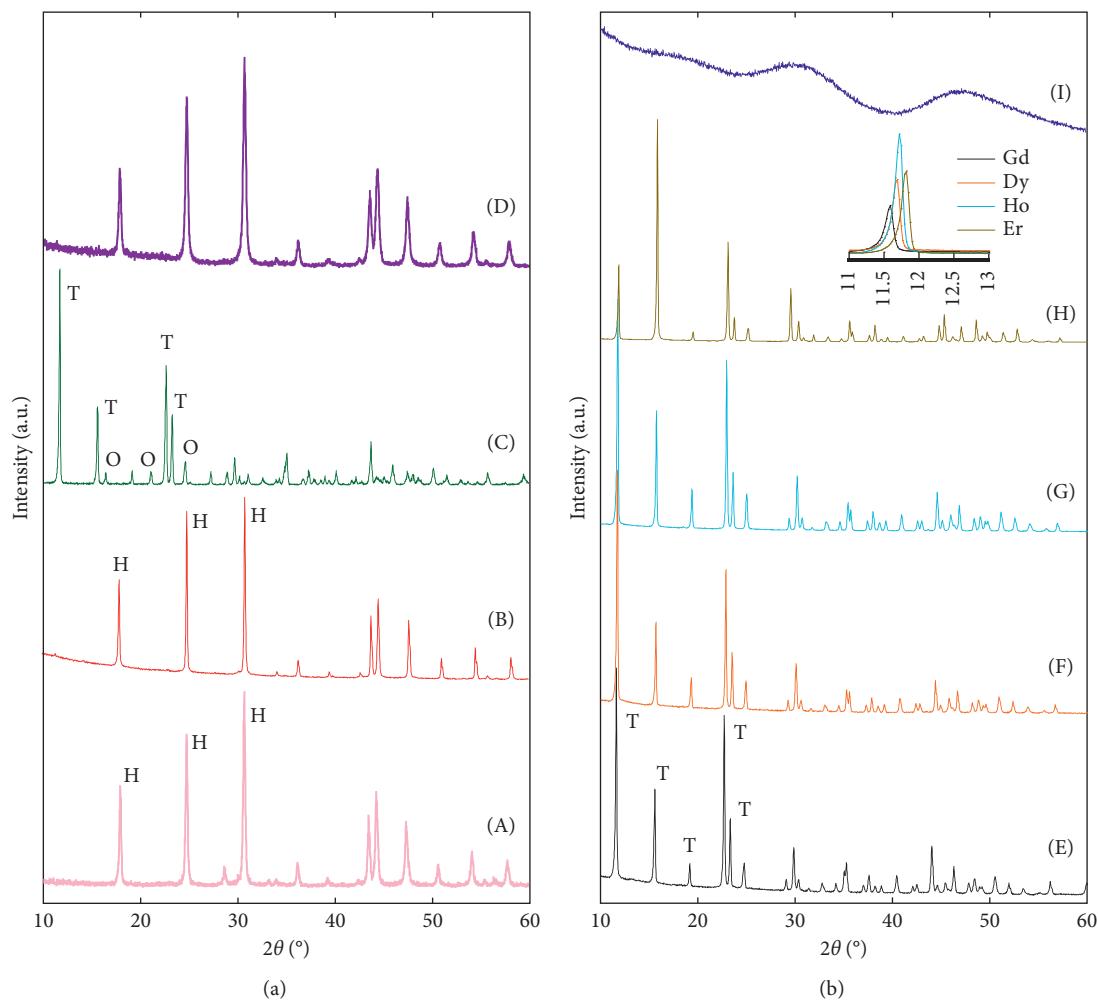 (D)
T
T
T
O
O
O
T
(C)
H
H
H
(B)
H
H
H
(A)
Intensity (a.u.)
10
20
30
40
50
60
2θ (°)
(a)
(I)
Gd
Dy
Ho
Er
11
11.5
12
12.5
13
(H)
(G)
(F)
T
T
T
T
T
(E)
Intensity (a.u.)
10
20
30
40
50
60
2θ (°)
(b)